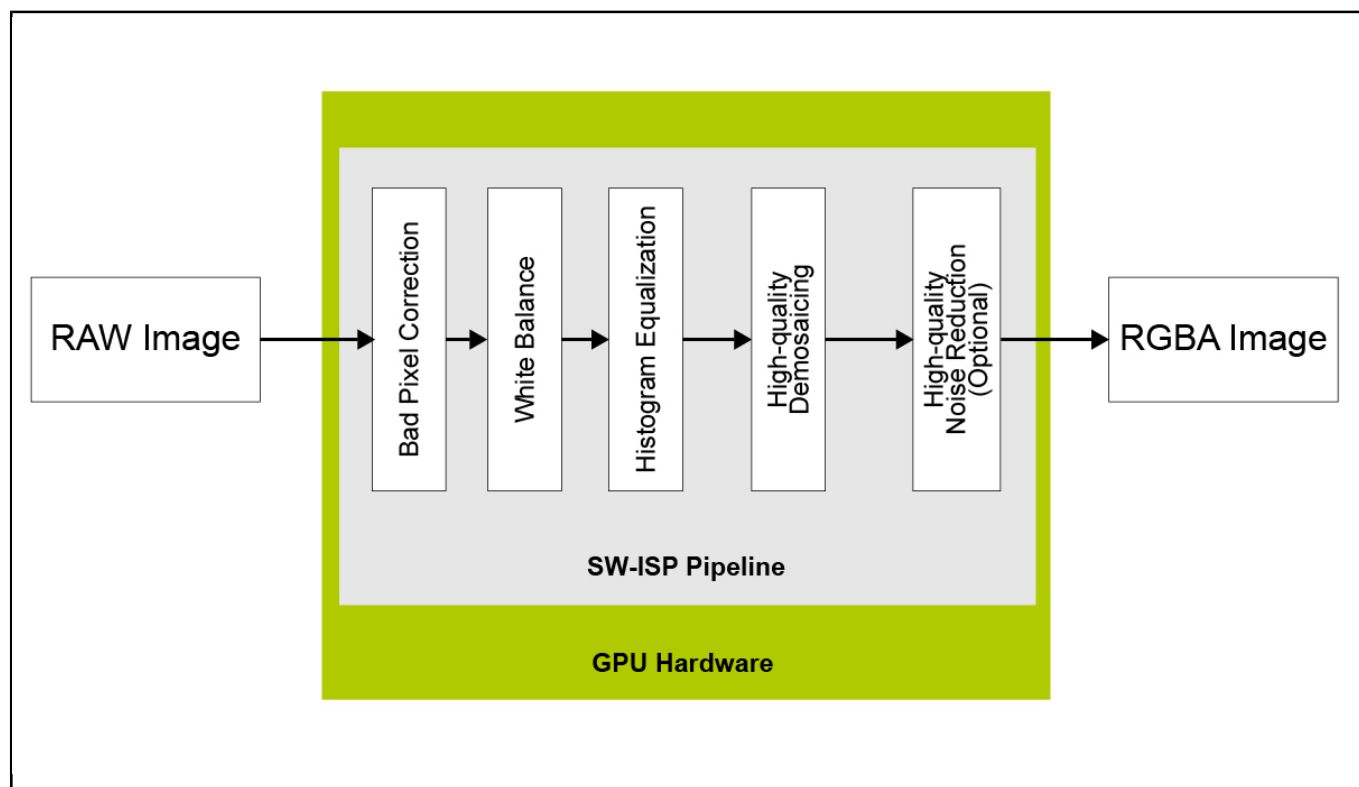 RAW Image
Bad Pixel Correction
White Balance
Histogram Equalization
High-quality
Demosaicing
High-quality
Noise Reduction
(Optional)
RGBA Image
SW-ISP Pipeline
GPU Hardware